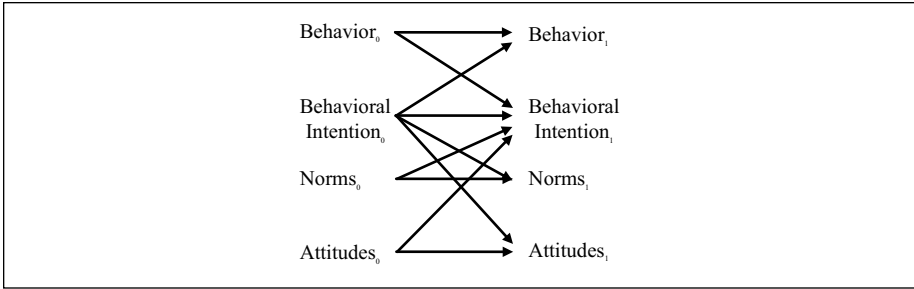 Behavior₀
Behavior₁
Behavioral
Intention₀
Behavioral
Intention₁
Norms₀
Norms₁
Attitudes₀
Attitudes₁